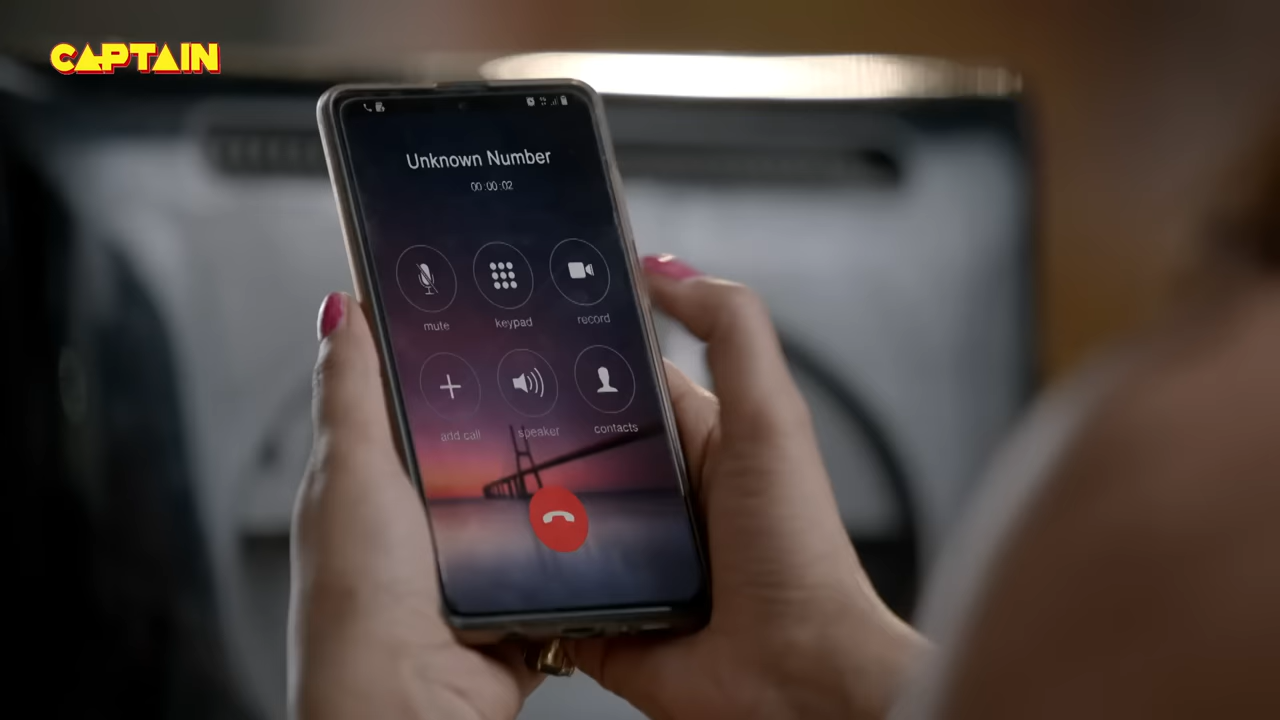 CAPTAIN
Unknown Number
00:00:02
mute
keypad
record
add call
speaker
contacts